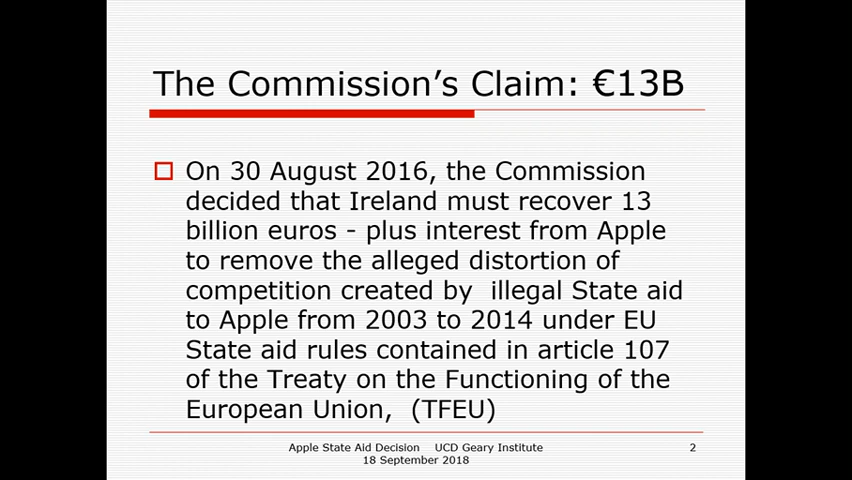 The Commission's Claim: €13B
On 30 August 2016, the Commission
decided that Ireland must recover 13
billion euros - plus interest from Apple
to remove the alleged distortion of
competition created by  illegal State aid
to Apple from 2003 to 2014 under EU
State aid rules contained in article 107
of the Treaty on the Functioning of the
European Union,  (TFEU)
Apple State Aid Decision    UCD Geary Institute
18 September 2018
2